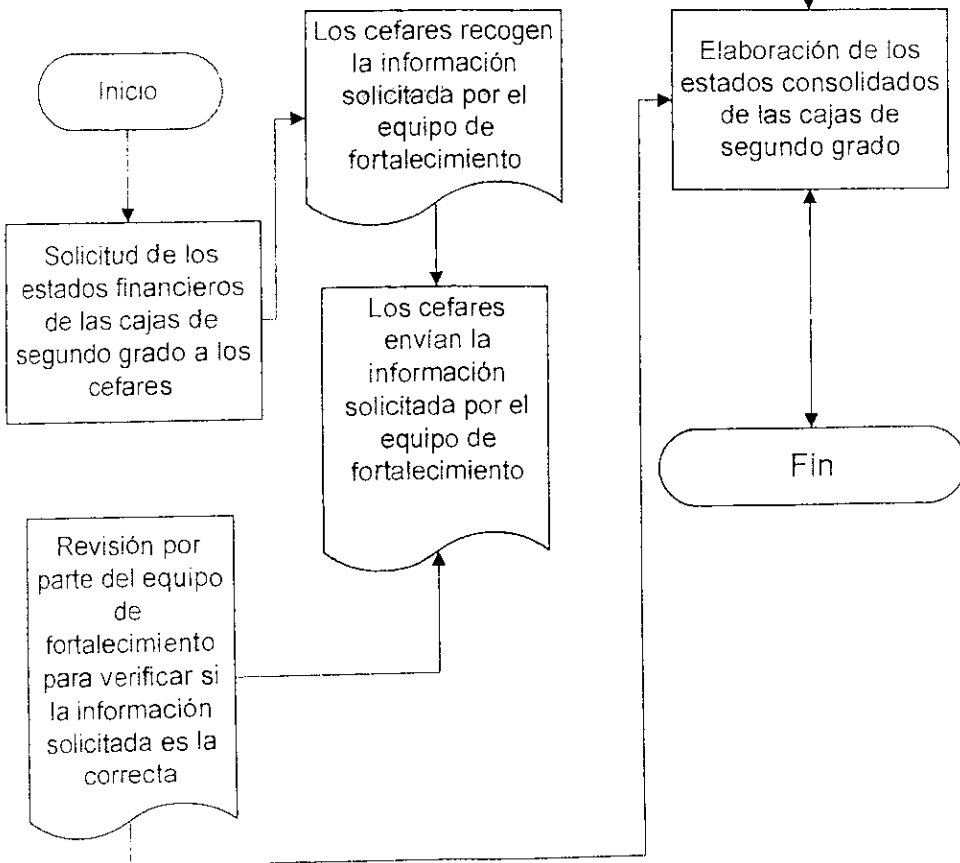 Inicio
Solicitud de los
estados financieros
de las cajas de
segundo grado a los
cefares
Los cefares recogen
la información
solicitada por el
equipo de
fortalecimiento
Los cefares
envían la
información
solicitada por el
equipo de
fortalecimiento
Revisión por
parte del equipo
de
fortalecimiento
para verificar si
la información
solicitada es la
correcta
Elaboración de los
estados consolidados
de las cajas de
segundo grado
Fin